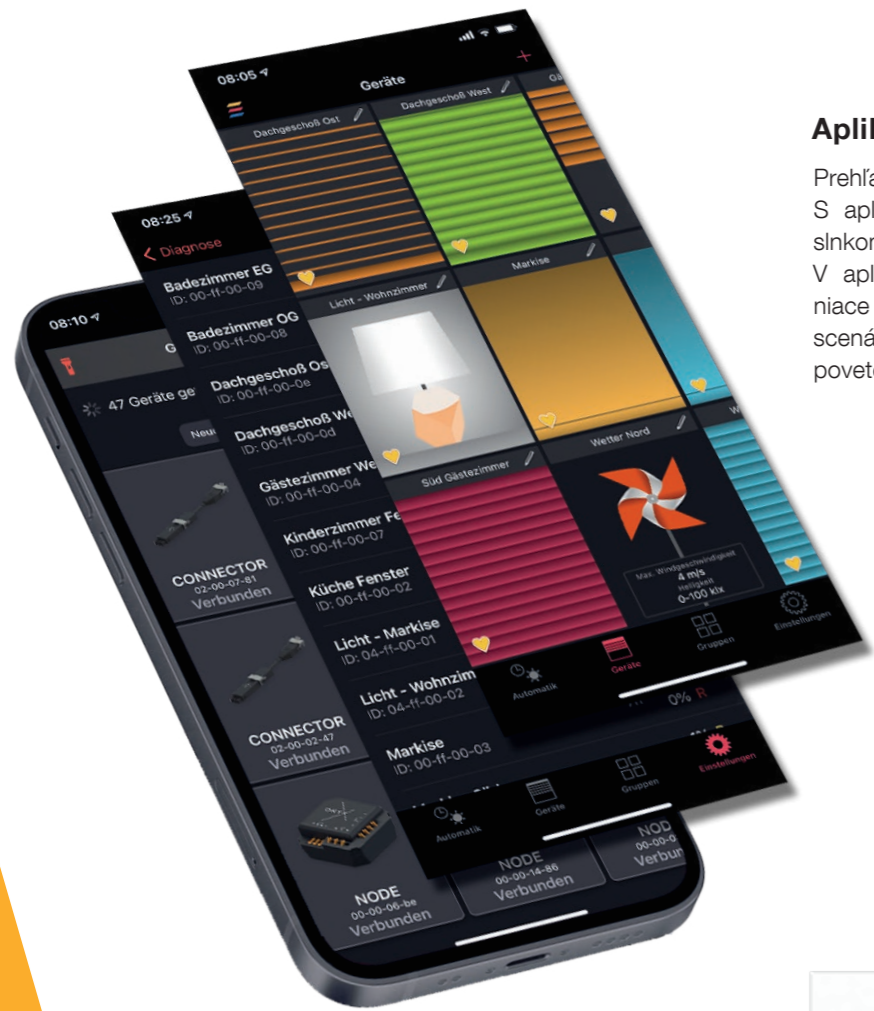 08:05
Geräte
Dachgeschoß Ost
Dachgeschoß West
Licht - Wohnzimmer
Markise
Süd Gästezimmer
Wetter Nord
Max. Windgeschwindigkeit
4 m/s
Helligkeit
0-100 klx
Automatik
Geräte
Gruppen
Einstellungen
08:25
Diagnose
Badezimmer EG
ID: 00-ff-00-09
Badezimmer OG
ID: 00-ff-00-08
Dachgeschoß Os
ID: 00-ff-00-0e
Dachgeschoß We
ID: 00-ff-00-0d
Gästezimmer We
ID: 00-ff-00-04
Kinderzimmer Fe
ID: 00-ff-00-07
Küche Fenster
ID: 00-ff-00-02
Licht - Markise
ID: 04-ff-00-01
Licht - Wohnzim
ID: 04-ff-00-02
0% R
Markise
ID: 00-ff-00-03
Automatik
Geräte
Gruppen
Einstellungen
08:10
G
47 Geräte ge
Neu
CONNECTOR
02-00-07-81
Verbunden
CONNECTOR
02-00-02-47
Verbunden
NODE
00-00-06-be
Verbunden
NODE
00-00-14-86
Verbunden
NOD
00-00-0
Verbun
Aplik
Prehľa
S apl
slnkon
V apl
niace
scená
poveto